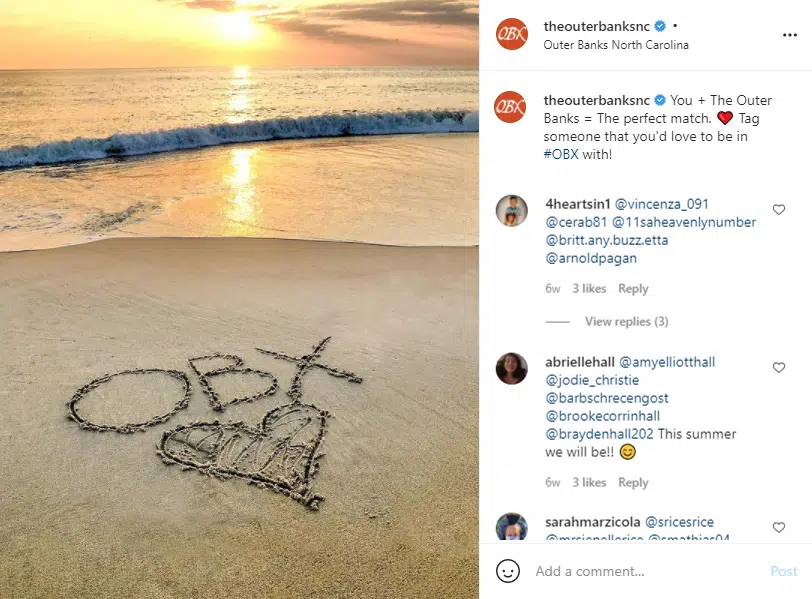 OBX
OBX
theouterbanksnc •
Outer Banks North Carolina
OBX
theouterbanksnc You + The Outer
Banks = The perfect match. ❤️ Tag
someone that you'd love to be in
#OBX with!
4heartsin1 @vincenza_091
@cerab81 @11saheavenlynumber
@britt.any.buzz.etta
@arnoldpagan
6w 3 likes Reply
View replies (3)
abriellehall @amyelliotthall
@jodie_christie
@barbschrecengost
@brookecorrinhall
@braydenhall202 This summer
we will be!! 😊
6w 3 likes Reply
sarahmarzicola @sricesrice
@mrsjenellerice @smathias04
Add a comment...
Post